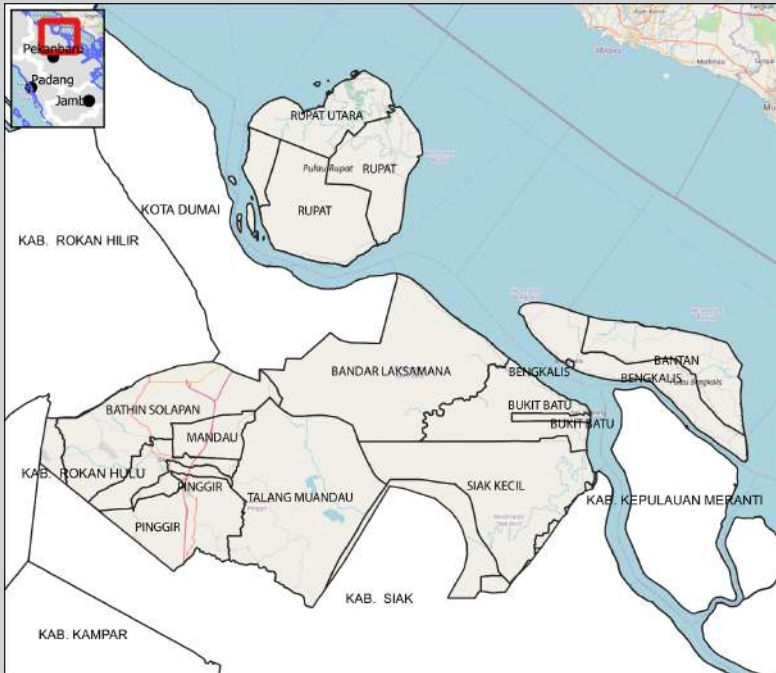 Pekanbaru
Padang
Jambi
RUPAT UTARA
Pulau Rupat
RUPAT
RUPAT
KOTA DUMAI
KAB. ROKAN HILIR
BANDAR LAKSAMANA
BENGKALIS
BANTAN
BENGKALIS
Pulau Bengkalis
BATHIN SOLAPAN
BUKIT BATU
BUKIT BATU
MANDAU
KAB. ROKAN HULU
PINGGIR
TALANG MUANDAU
SIAK KECIL
KAB. KEPULAUAN MERANTI
PINGGIR
Pinggir
KAB. SIAK
KAB. KAMPAR